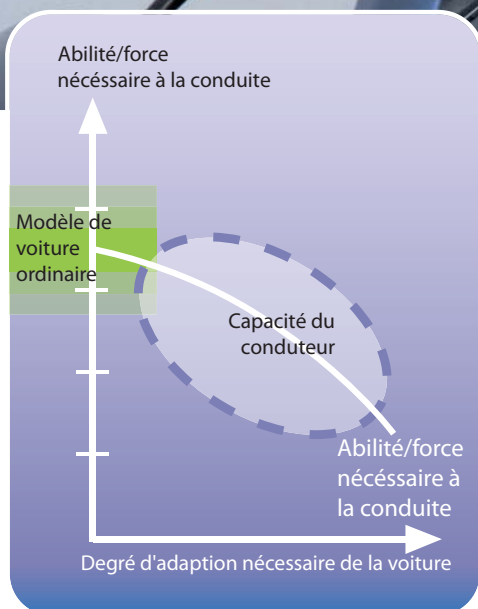 Abilité/force
nécéssaire à la conduite
Modèle de
voiture
ordinaire
Capacité du
conduteur
Abilité/force
nécéssaire à
la conduite
Degré d'adaption nécessaire de la voiture